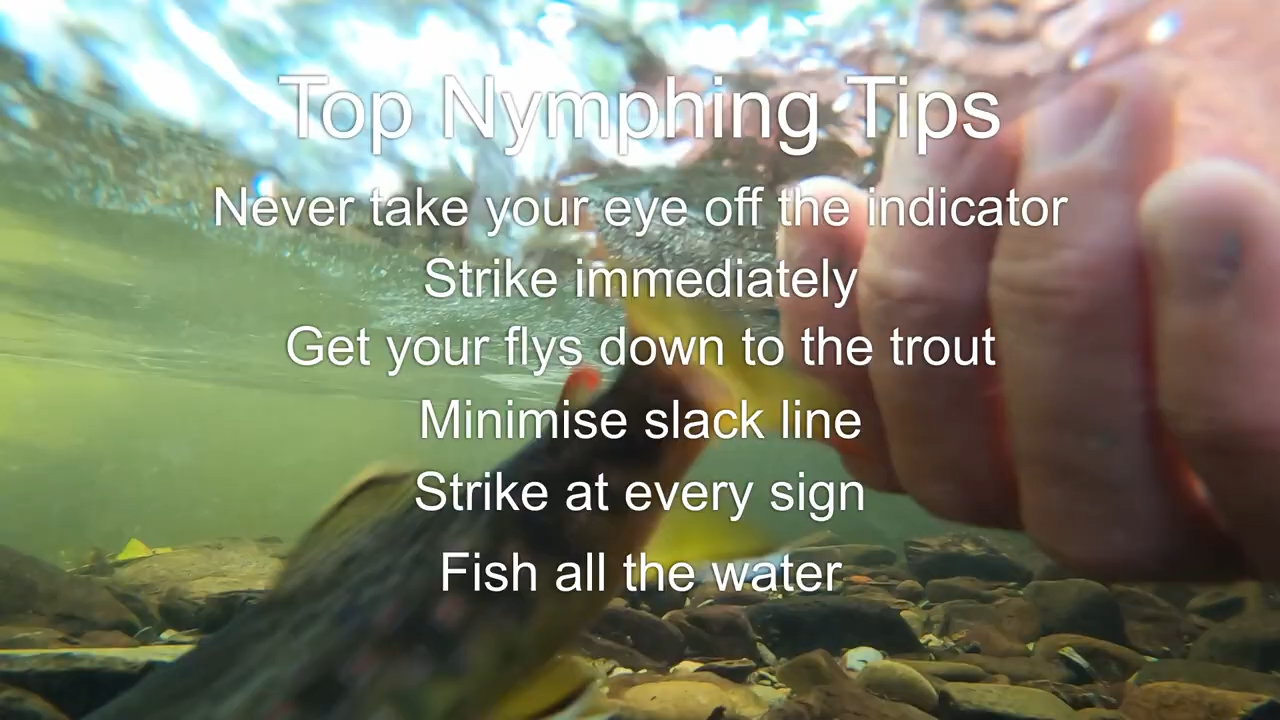 Top Nymphing Tips
Never take your eye off the indicator
Strike immediately
Get your flys down to the trout
Minimise slack line
Strike at every sign
Fish all the water